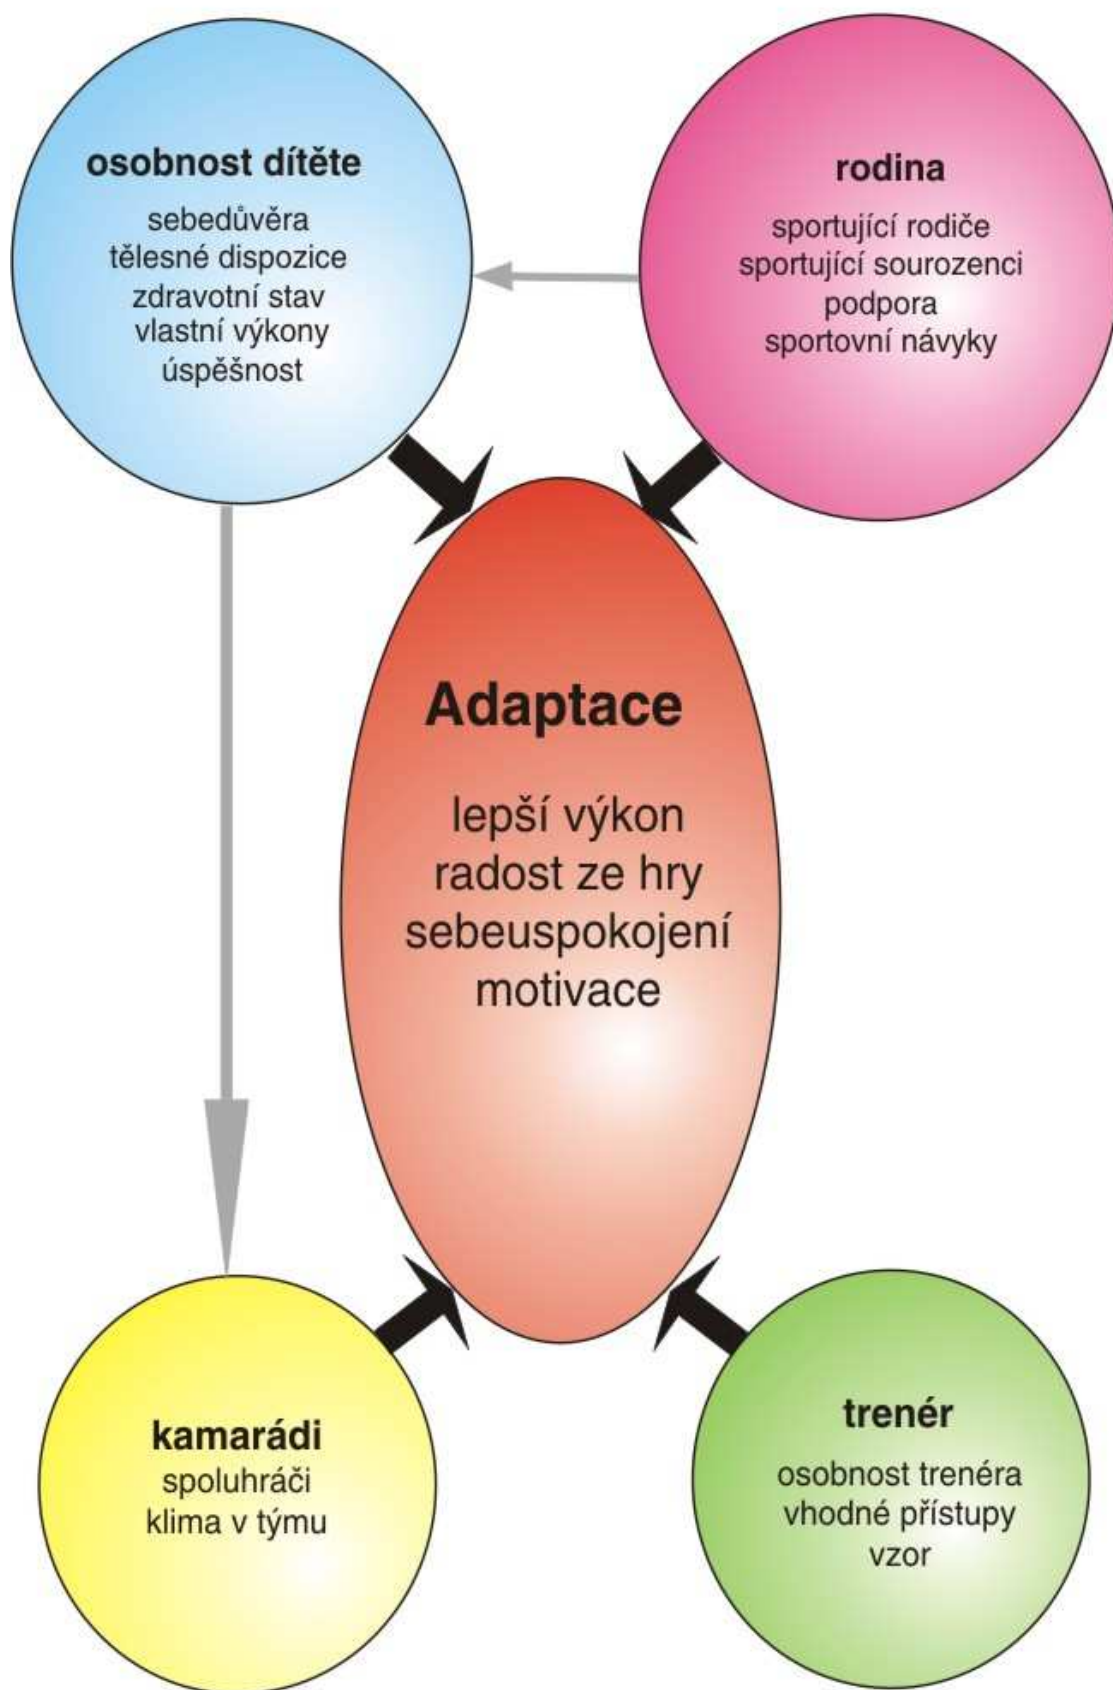 osobnost dítěte
sebedůvěra
tělesné dispozice
zdravotní stav
vlastní výkony
úspěšnost
rodina
sportující rodiče
sportující sourozenci
podpora
sportovní návyky
Adaptace
lepší výkon
radost ze hry
sebeuspokojení
motivace
kamarádi
spoluhráči
klima v týmu
trenér
osobnost trenéra
vhodné přístupy
vzor